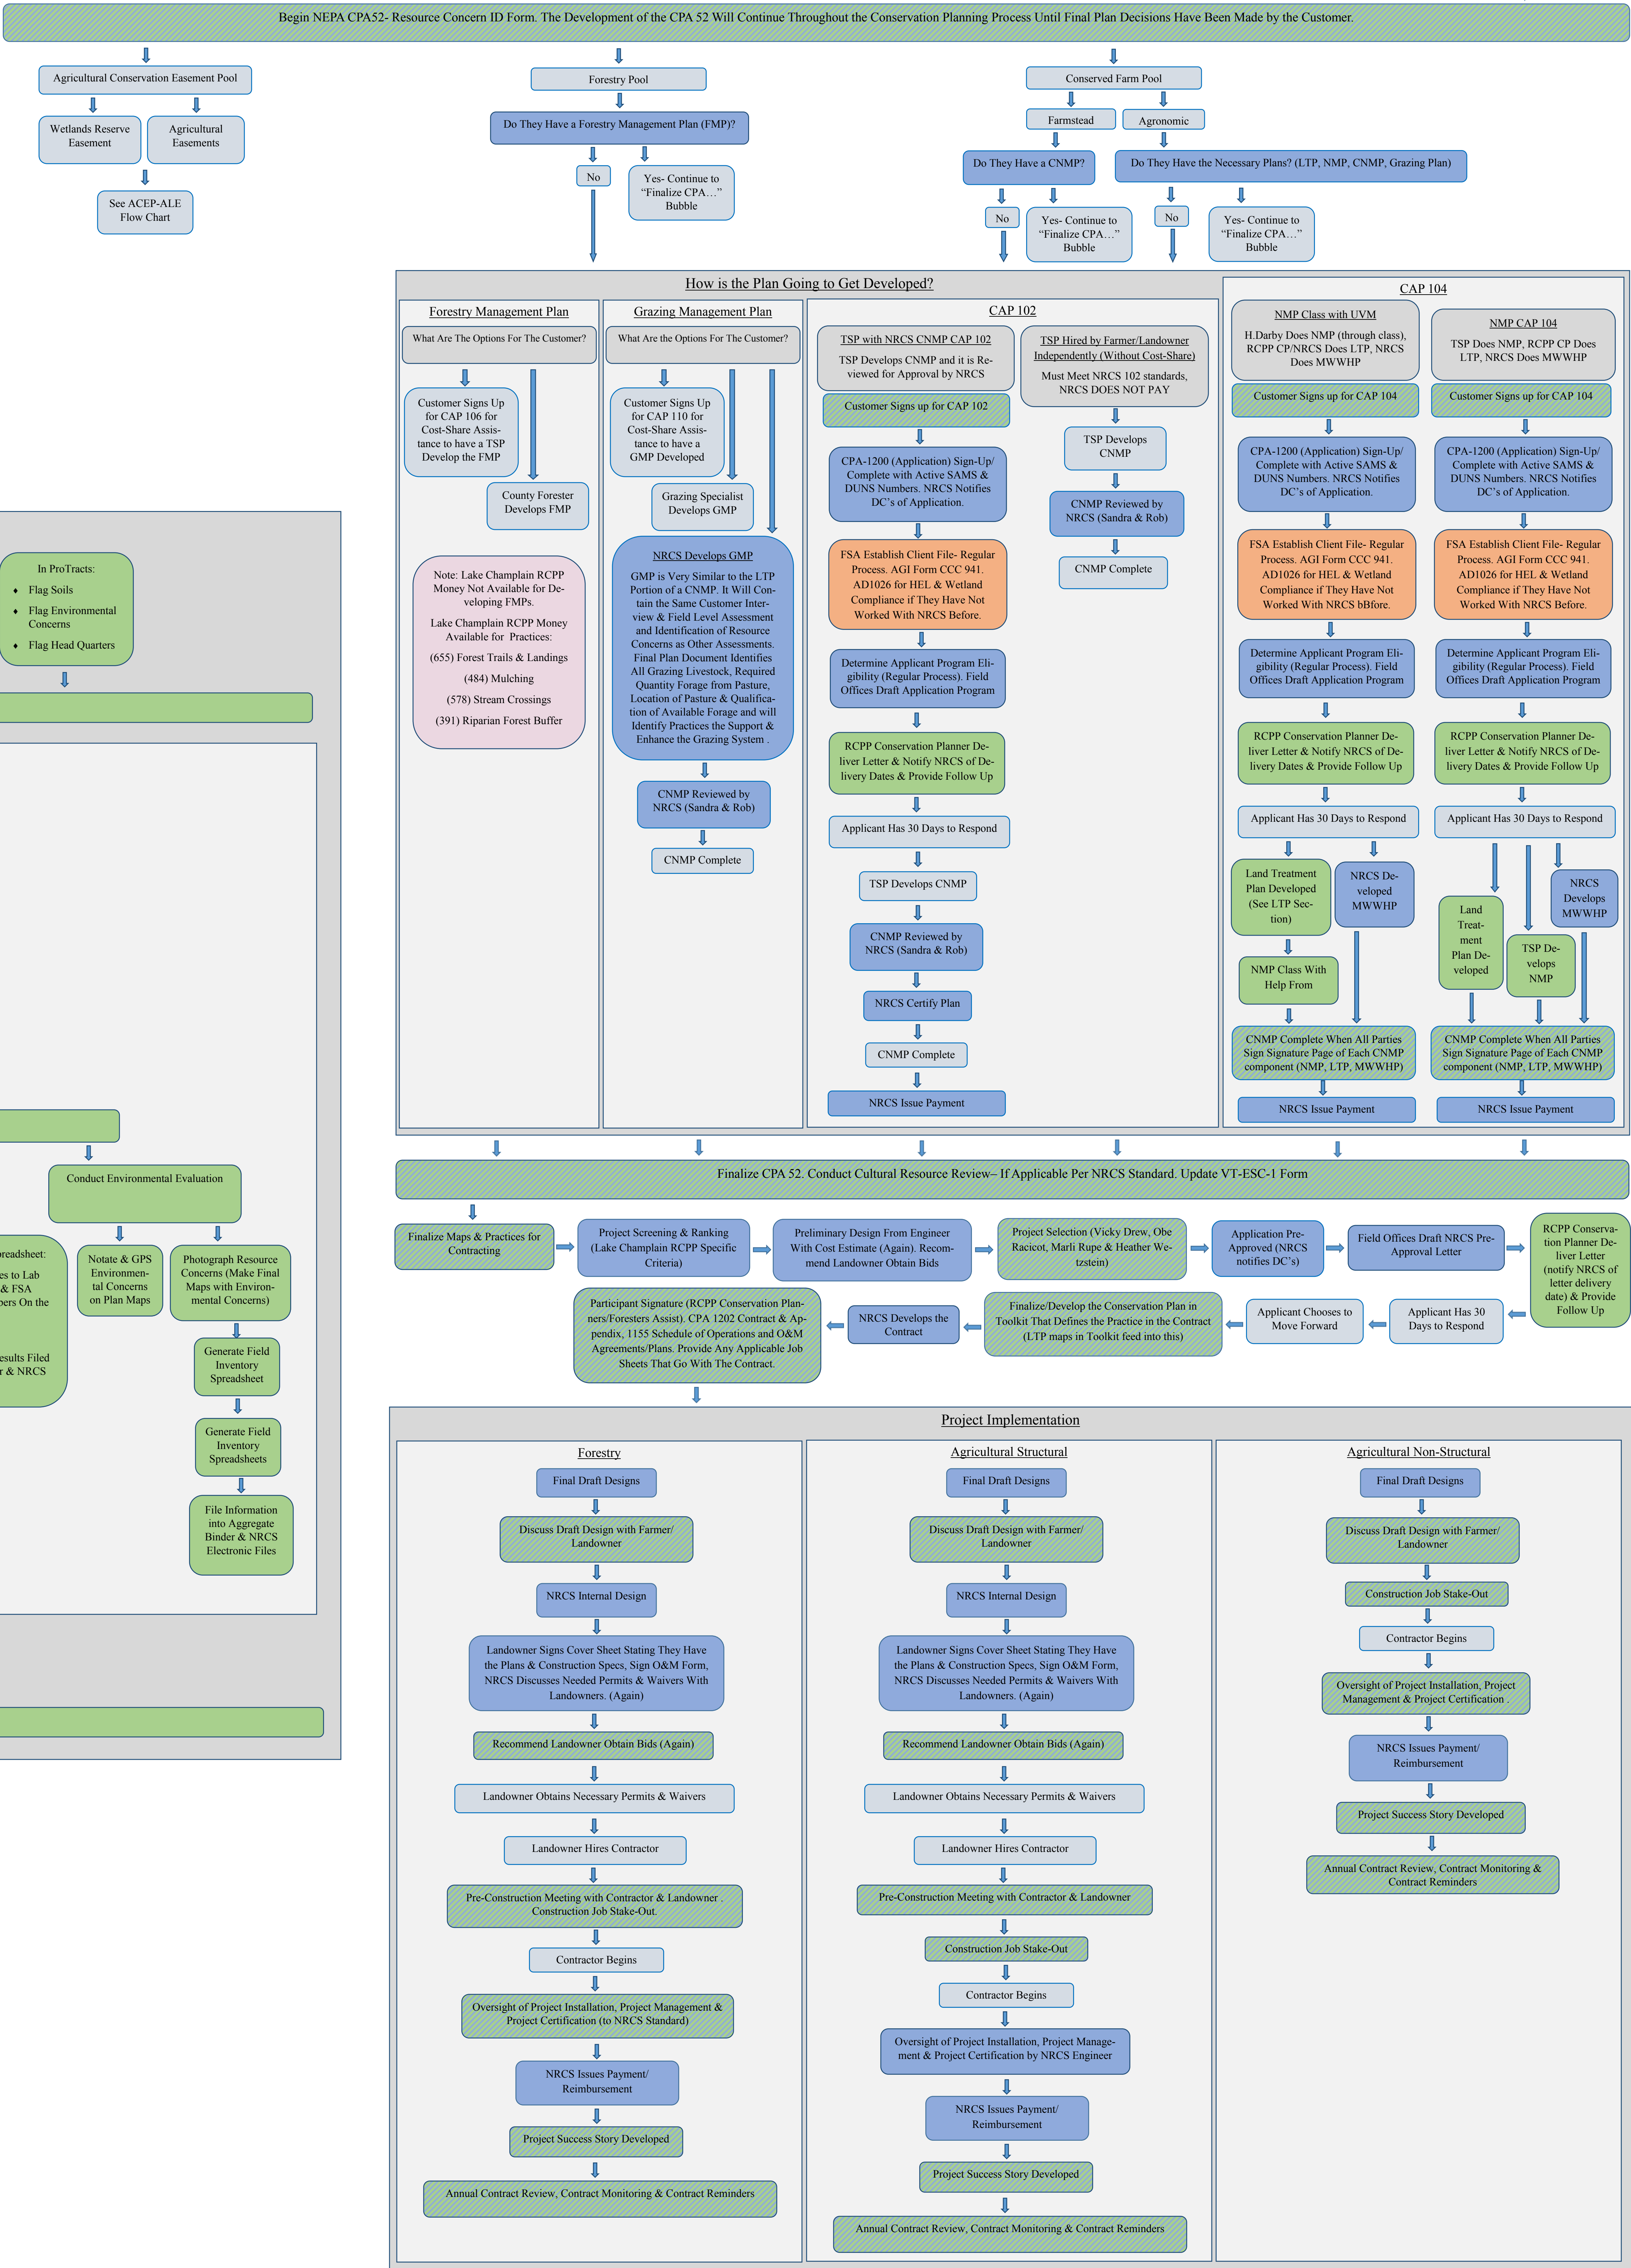 Begin NEPA CPA52- Resource Concern ID Form. The Development of the CPA 52 Will Continue Throughout the Conservation Planning Process Until Final Plan Decisions Have Been Made by the Customer.
Agricultural Conservation Easement Pool
Wetlands Reserve
Easement
Agricultural
Easements
See ACEP-ALE
Flow Chart
Forestry Pool
Do They Have a Forestry Management Plan (FMP)?
No
Yes- Continue to
“Finalize CPA…”
Bubble
Conserved Farm Pool
Farmstead
Agronomic
Do They Have a CNMP?
Do They Have the Necessary Plans? (LTP, NMP, CNMP, Grazing Plan)
No
Yes- Continue to
“Finalize CPA…”
Bubble
No
Yes- Continue to
“Finalize CPA…”
Bubble
In ProTracts:
♦ Flag Soils
♦ Flag Environmental
Concerns
♦ Flag Head Quarters
Conduct Environmental Evaluation
readsheet:
es to Lab
& FSA
bers On the
esults Filed
r & NRCS
Notate & GPS
Environmen-
tal Concerns
on Plan Maps
Photograph Resource
Concerns (Make Final
Maps with Environ-
mental Concerns)
Generate Field
Inventory
Spreadsheet
Generate Field
Inventory
Spreadsheets
File Information
into Aggregate
Binder & NRCS
Electronic Files
How is the Plan Going to Get Developed?
Forestry Management Plan
What Are The Options For The Customer?
Customer Signs Up
for CAP 106 for
Cost-Share Assis-
tance to have a TSP
Develop the FMP
County Forester
Develops FMP
Note: Lake Champlain RCPP
Money Not Available for De-
veloping FMPs.
Lake Champlain RCPP Money
Available for Practices:
(655) Forest Trails & Landings
(484) Mulching
(578) Stream Crossings
(391) Riparian Forest Buffer
Grazing Management Plan
What Are the Options For The Customer?
Customer Signs Up
for CAP 110 for
Cost-Share Assis-
tance to have a
GMP Developed
Grazing Specialist
Develops GMP
NRCS Develops GMP
GMP is Very Similar to the LTP
Portion of a CNMP. It Will Con-
tain the Same Customer Inter-
view & Field Level Assessment
and Identification of Resource
Concerns as Other Assessments.
Final Plan Document Identifies
All Grazing Livestock, Required
Quantity Forage from Pasture,
Location of Pasture & Qualifica-
tion of Available Forage and will
Identify Practices the Support &
Enhance the Grazing System .
CNMP Reviewed by
NRCS (Sandra & Rob)
CNMP Complete
CAP 102
TSP with NRCS CNMP CAP 102
TSP Develops CNMP and it is Re-
viewed for Approval by NRCS
Customer Signs up for CAP 102
CPA-1200 (Application) Sign-Up/
Complete with Active SAMS &
DUNS Numbers. NRCS Notifies
DC’s of Application.
FSA Establish Client File- Regular
Process. AGI Form CCC 941.
AD1026 for HEL & Wetland
Compliance if They Have Not
Worked With NRCS Before.
Determine Applicant Program Eli-
gibility (Regular Process). Field
Offices Draft Application Program
RCPP Conservation Planner De-
liver Letter & Notify NRCS of De-
livery Dates & Provide Follow Up
Applicant Has 30 Days to Respond
TSP Develops CNMP
CNMP Reviewed by
NRCS (Sandra & Rob)
NRCS Certify Plan
CNMP Complete
NRCS Issue Payment
TSP Hired by Farmer/Landowner
Independently (Without Cost-Share)
Must Meet NRCS 102 standards,
NRCS DOES NOT PAY
TSP Develops
CNMP
CNMP Reviewed by
NRCS (Sandra & Rob)
CNMP Complete
CAP 104
NMP Class with UVM
H.Darby Does NMP (through class),
RCPP CP/NRCS Does LTP, NRCS
Does MWWHP
Customer Signs up for CAP 104
CPA-1200 (Application) Sign-Up/
Complete with Active SAMS &
DUNS Numbers. NRCS Notifies
DC’s of Application.
FSA Establish Client File- Regular
Process. AGI Form CCC 941.
AD1026 for HEL & Wetland
Compliance if They Have Not
Worked With NRCS bBfore.
Determine Applicant Program Eli-
gibility (Regular Process). Field
Offices Draft Application Program
RCPP Conservation Planner De-
liver Letter & Notify NRCS of De-
livery Dates & Provide Follow Up
Applicant Has 30 Days to Respond
Land Treatment
Plan Developed
(See LTP Sec-
tion)
NRCS De-
veloped
MWWHP
NMP Class With
Help From
CNMP Complete When All Parties
Sign Signature Page of Each CNMP
component (NMP, LTP, MWWHP)
NRCS Issue Payment
NMP CAP 104
TSP Does NMP, RCPP CP Does
LTP, NRCS Does MWWHP
Customer Signs up for CAP 104
CPA-1200 (Application) Sign-Up/
Complete with Active SAMS &
DUNS Numbers. NRCS Notifies
DC’s of Application.
FSA Establish Client File- Regular
Process. AGI Form CCC 941.
AD1026 for HEL & Wetland
Compliance if They Have Not
Worked With NRCS Before.
Determine Applicant Program Eli-
gibility (Regular Process). Field
Offices Draft Application Program
RCPP Conservation Planner De-
liver Letter & Notify NRCS of De-
livery Dates & Provide Follow Up
Applicant Has 30 Days to Respond
Land
Treat-
ment
Plan De-
veloped
TSP De-
velops
NMP
NRCS
Develops
MWWHP
CNMP Complete When All Parties
Sign Signature Page of Each CNMP
component (NMP, LTP, MWWHP)
NRCS Issue Payment
Finalize CPA 52. Conduct Cultural Resource Review– If Applicable Per NRCS Standard. Update VT-ESC-1 Form
Finalize Maps & Practices for
Contracting
Project Screening & Ranking
(Lake Champlain RCPP Specific
Criteria)
Preliminary Design From Engineer
With Cost Estimate (Again). Recom-
mend Landowner Obtain Bids
Project Selection (Vicky Drew, Obe
Racicot, Marli Rupe & Heather We-
tzstein)
Application Pre-
Approved (NRCS
notifies DC’s)
Field Offices Draft NRCS Pre-
Approval Letter
RCPP Conserva-
tion Planner De-
liver Letter
(notify NRCS of
letter delivery
date) & Provide
Follow Up
Applicant Has 30
Days to Respond
Applicant Chooses to
Move Forward
Finalize/Develop the Conservation Plan in
Toolkit That Defines the Practice in the Contract
(LTP maps in Toolkit feed into this)
NRCS Develops the
Contract
Participant Signature (RCPP Conservation Plan-
ners/Foresters Assist). CPA 1202 Contract & Ap-
pendix, 1155 Schedule of Operations and O&M
Agreements/Plans. Provide Any Applicable Job
Sheets That Go With The Contract.
Project Implementation
Forestry
Final Draft Designs
Discuss Draft Design with Farmer/
Landowner
NRCS Internal Design
Landowner Signs Cover Sheet Stating They Have
the Plans & Construction Specs, Sign O&M Form,
NRCS Discusses Needed Permits & Waivers With
Landowners. (Again)
Recommend Landowner Obtain Bids (Again)
Landowner Obtains Necessary Permits & Waivers
Landowner Hires Contractor
Pre-Construction Meeting with Contractor & Landowner .
Construction Job Stake-Out.
Contractor Begins
Oversight of Project Installation, Project Management &
Project Certification (to NRCS Standard)
NRCS Issues Payment/
Reimbursement
Project Success Story Developed
Annual Contract Review, Contract Monitoring & Contract Reminders
Agricultural Structural
Final Draft Designs
Discuss Draft Design with Farmer/
Landowner
NRCS Internal Design
Landowner Signs Cover Sheet Stating They Have
the Plans & Construction Specs, Sign O&M Form,
NRCS Discusses Needed Permits & Waivers With
Landowners. (Again)
Recommend Landowner Obtain Bids (Again)
Landowner Obtains Necessary Permits & Waivers
Landowner Hires Contractor
Pre-Construction Meeting with Contractor & Landowner
Construction Job Stake-Out
Contractor Begins
Oversight of Project Installation, Project Manage-
ment & Project Certification by NRCS Engineer
NRCS Issues Payment/
Reimbursement
Project Success Story Developed
Annual Contract Review, Contract Monitoring & Contract Reminders
Agricultural Non-Structural
Final Draft Designs
Discuss Draft Design with Farmer/
Landowner
Construction Job Stake-Out
Contractor Begins
Oversight of Project Installation, Project
Management & Project Certification .
NRCS Issues Payment/
Reimbursement
Project Success Story Developed
Annual Contract Review, Contract Monitoring &
Contract Reminders